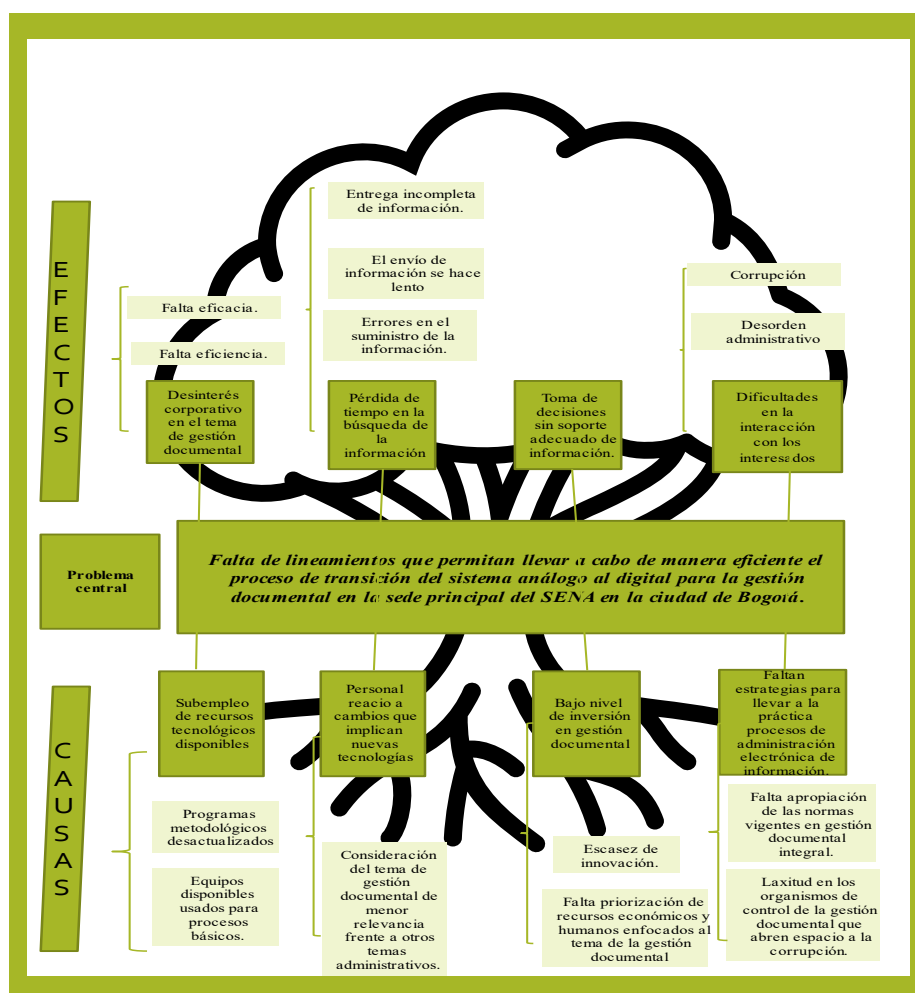 EFECTOS
Entrega incompleta
de información.
El envío de
información se hace
lento
Errores en el
suministro de la
información.
Falta eficacia.
Falta eficiencia.
Corrupción
Desorden
administrativo
Desinterés
corporativo
en el tema
de gestión
documental
Pérdida de
tiempo en la
búsqueda de
la
información
Toma de
decisiones
sin soporte
adecuado de
información.
Dificultades
en la
interacción
con los
interesados
Problema
central
Falta de lineamientos que permitan llevar a cabo de manera eficiente el
proceso de transición del sistema análogo al digital para la gestión
documental en la sede principal del SENA en la ciudad de Bogotá.
CAUSAS
Subempleo
de recursos
tecnológicos
disponibles
Personal
reacio a
cambios que
implican
nuevas
tecnologías
Bajo nivel
de inversión
en gestión
documental
Faltan
estrategias para
llevar a la
práctica
procesos de
administración
electrónica de
información.
Programas
metodológicos
desactualizados
Equipos
disponibles
usados para
procesos
básicos.
Consideración
del tema de
gestión
documental de
menor
relevancia
frente a otros
temas
administrativos.
Escasez de
innovación.
Falta priorización de
recursos económicos y
humanos enfocados al
tema de la gestión
documental
Falta apropiación
de las normas
vigentes en gestión
documental
integral.
Laxitud en los
organismos de
control de la gestión
documental que
abren espacio a la
corrupción.